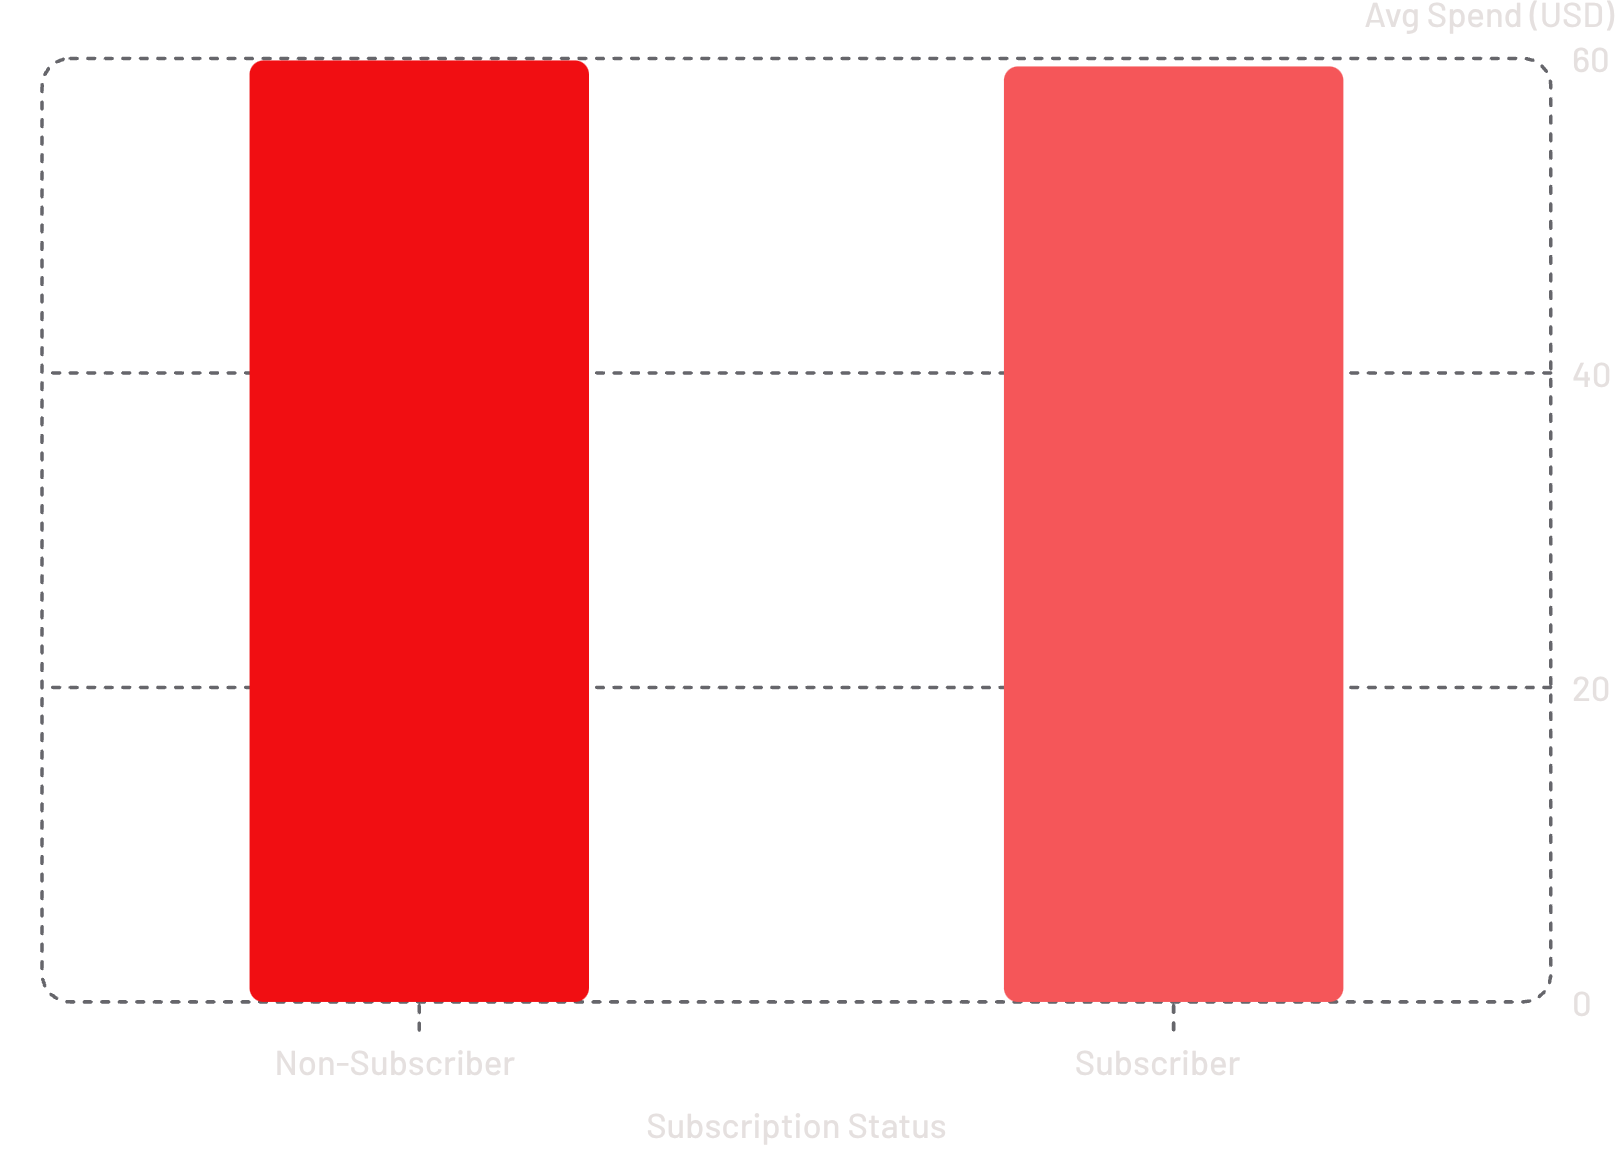 Avg Spend (USD)
60
40
20
0
Non-Subscriber
Subscriber
Subscription Status